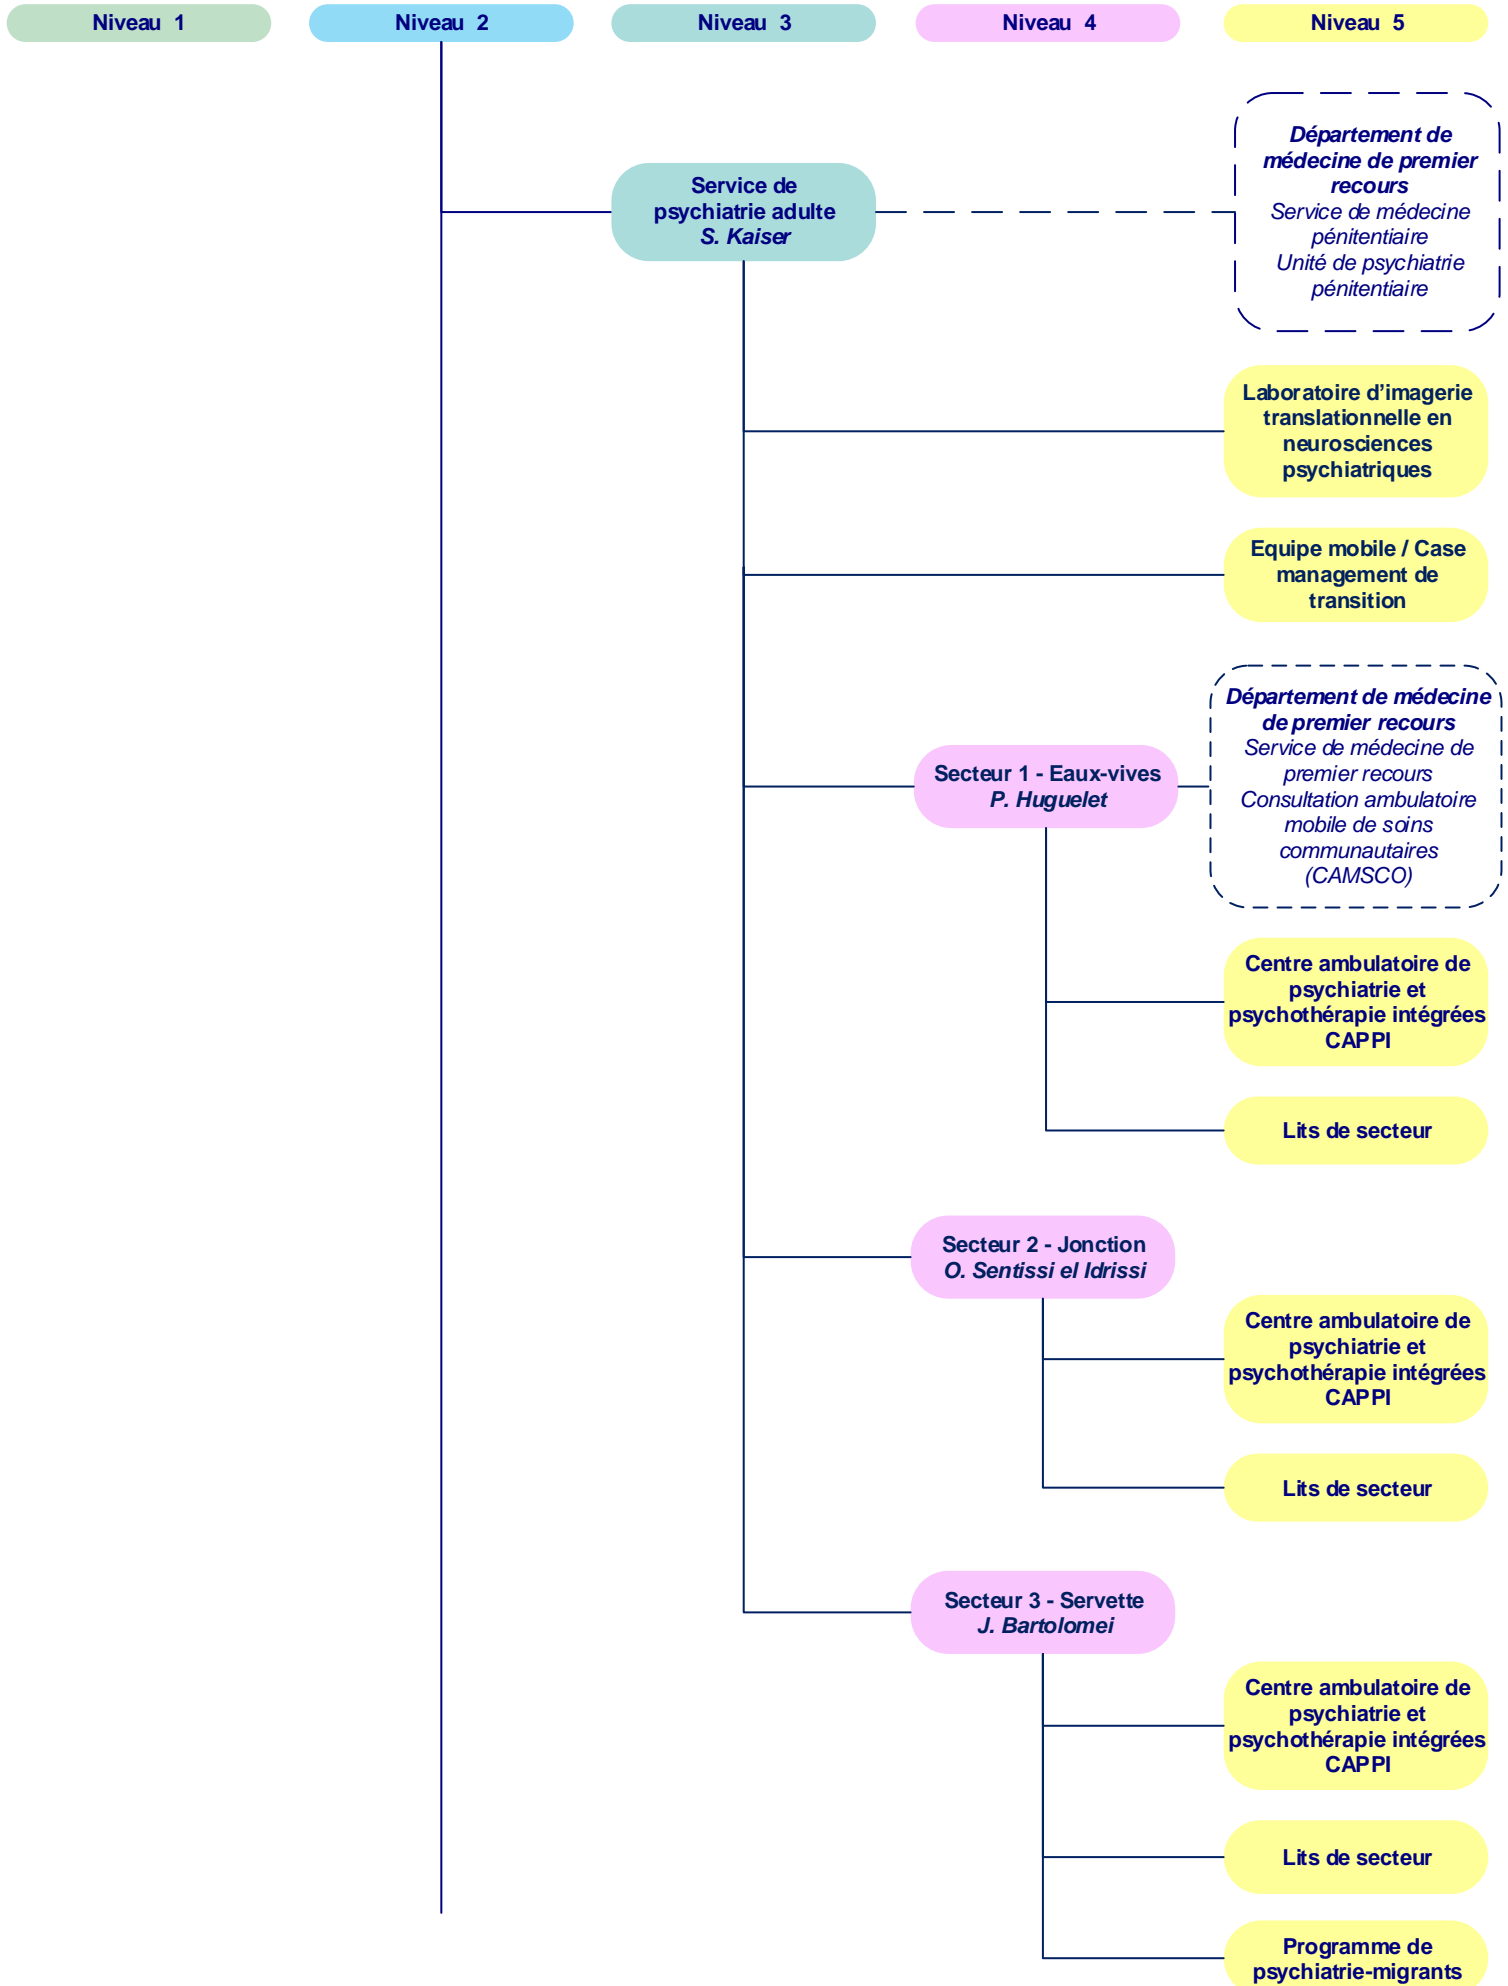 Niveau 1
Niveau 2
Niveau 3
Niveau 4
Niveau 5
Département de
médecine de premier
recours
Service de médecine
pénitentiaire
Unité de psychiatrie
pénitentiaire
Service de
psychiatrie adulte
S. Kaiser
Laboratoire d’imagerie
translationnelle en
neurosciences
psychiatriques
Equipe mobile / Case
management de
transition
Département de médecine
de premier recours
Service de médecine de
premier recours
Consultation ambulatoire
mobile de soins
communautaires
(CAMSCO)
Secteur 1 - Eaux-vives
P. Huguelet
Centre ambulatoire de
psychiatrie et
psychothérapie intégrées
CAPPI
Lits de secteur
Secteur 2 - Jonction
O. Sentissi el Idrissi
Centre ambulatoire de
psychiatrie et
psychothérapie intégrées
CAPPI
Lits de secteur
Secteur 3 - Servette
J. Bartolomei
Centre ambulatoire de
psychiatrie et
psychothérapie intégrées
CAPPI
Lits de secteur
Programme de
psychiatrie-migrants